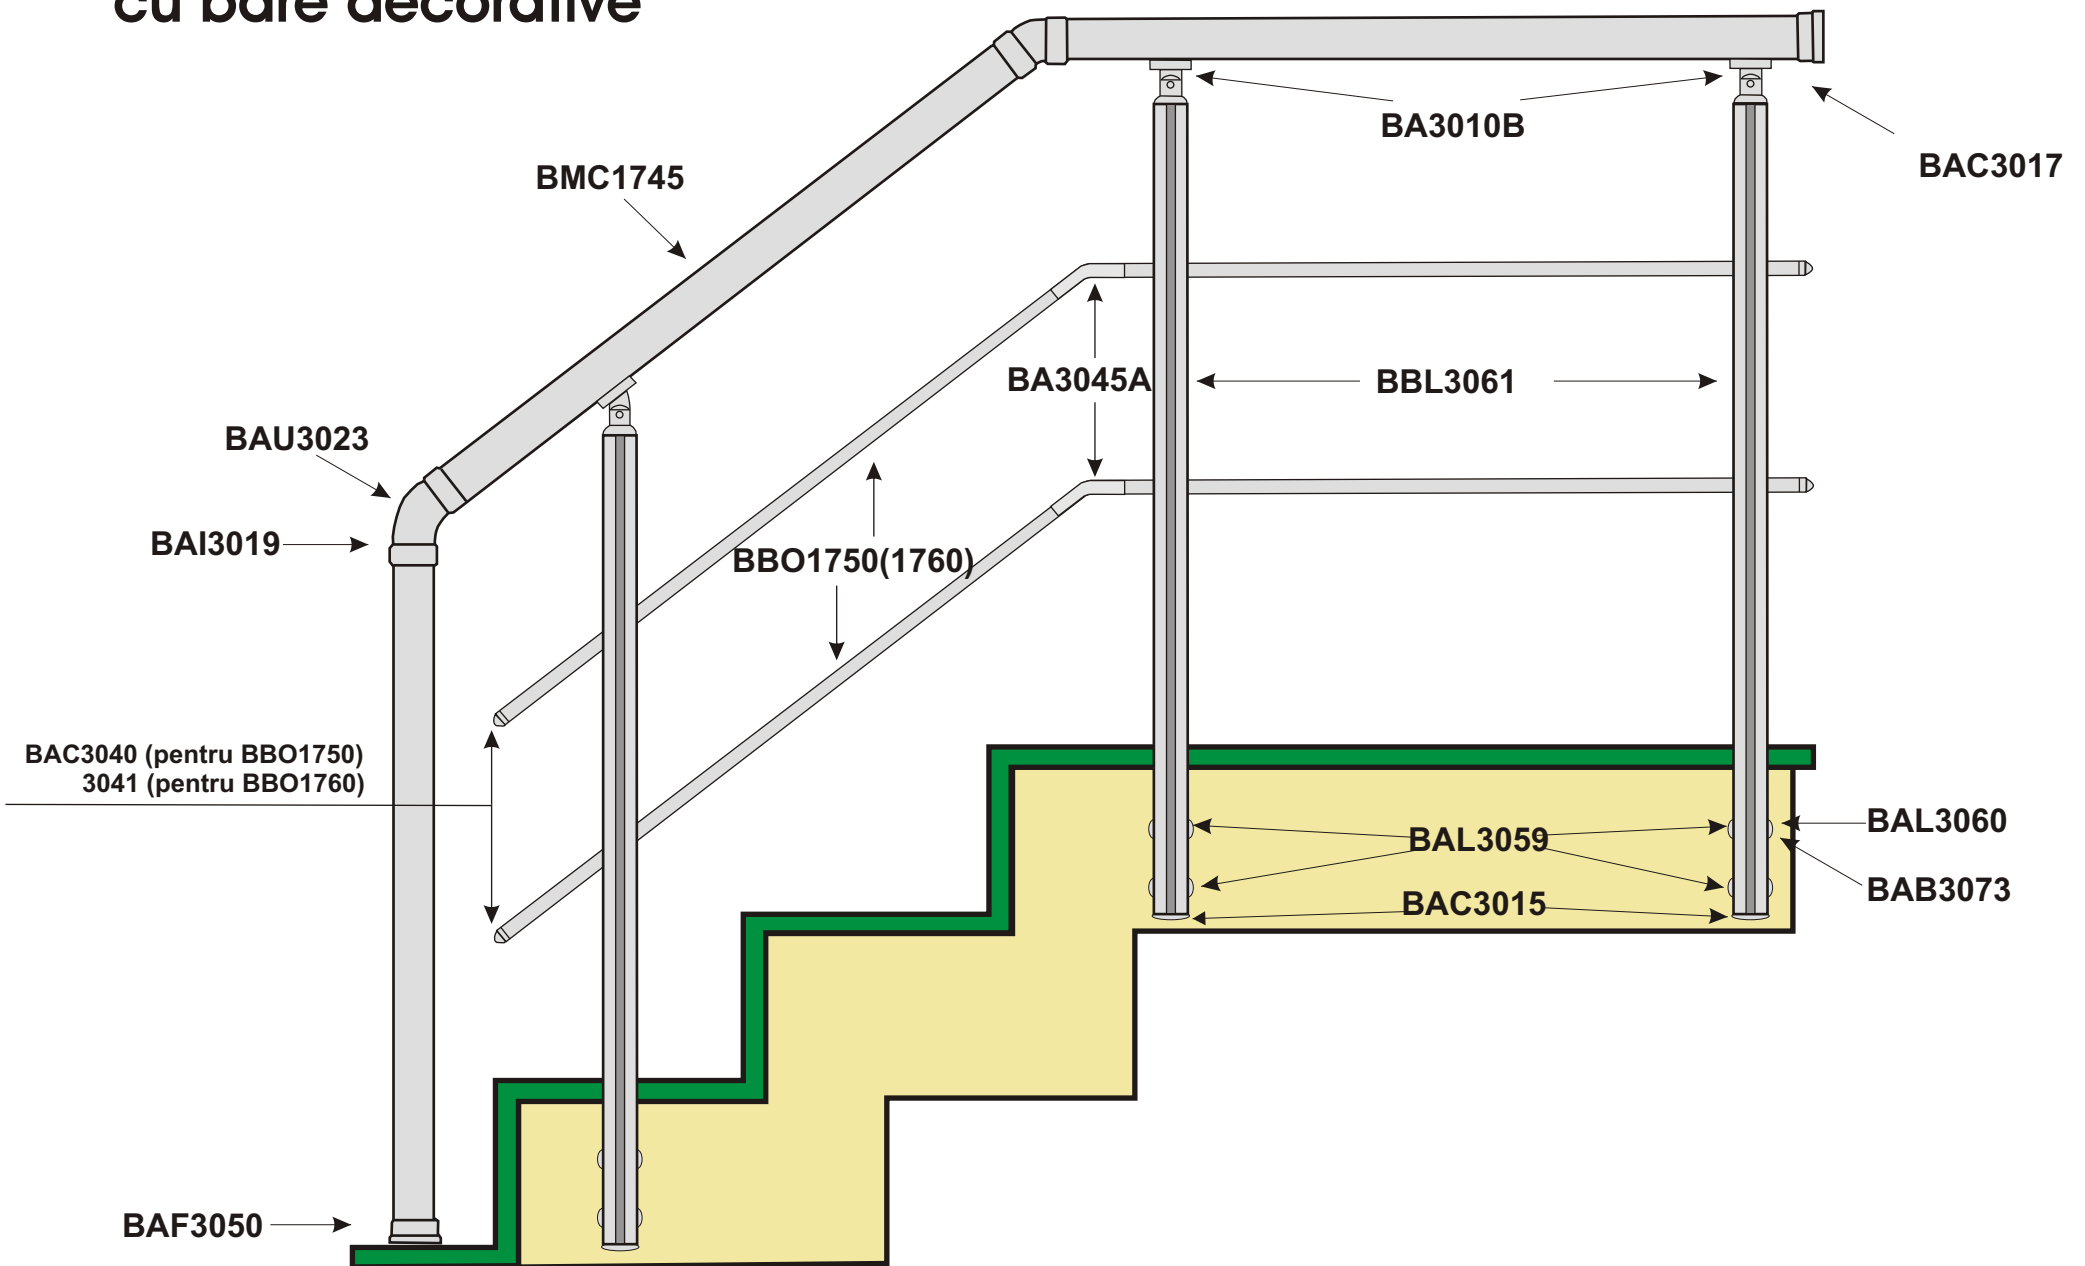 cu bare decorative
BA3010B
BAC3017
BMC1745
BA3045A
BBL3061
BAU3023
BAI3019
BBO1750(1760)
BAC3040 (pentru BBO1750)
3041 (pentru BBO1760)
BAL3059
BAL3060
BAB3073
BAC3015
BAF3050